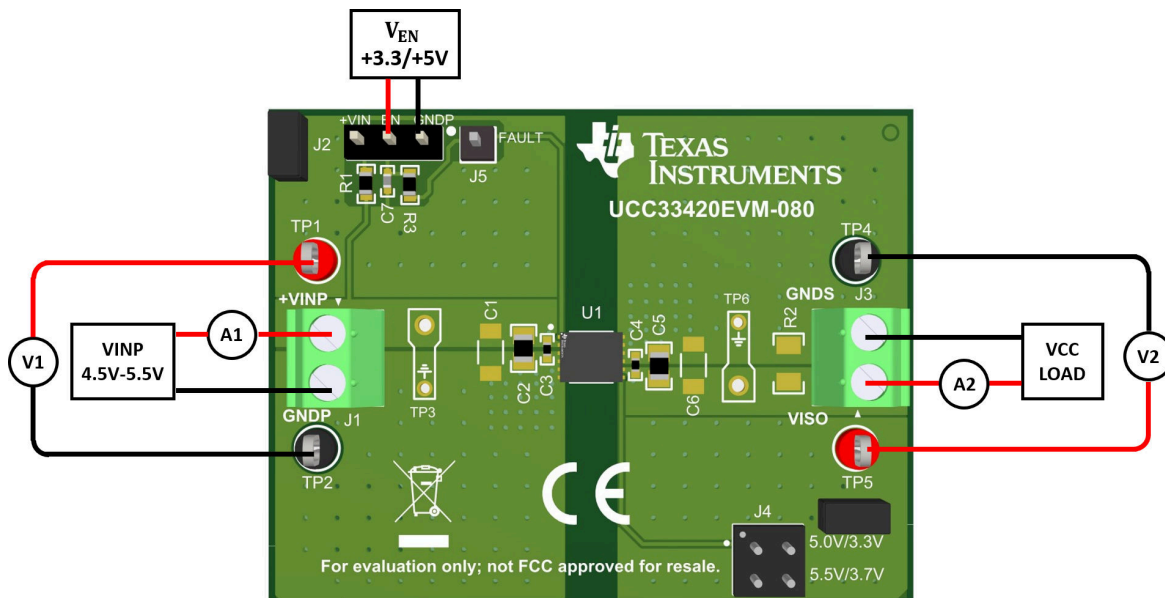 VEN
+3.3/+5V
+VIN EN GNDP
J2
FAULT
J5
R1
C7
R3
TEXAS
INSTRUMENTS
UCC33420EVM-080
TP1
TP4
+VINP
GNDS
J3
V1
VINP
4.5V-5.5V
A1
C1
C2
C3
U1
C4
C5
C6
TP6
R2
VCC
LOAD
A2
V2
TP3
GNDP
J1
VISO
TP2
TP5
CE
J4
5.0V/3.3V
5.5V/3.7V
For evaluation only; not FCC approved for resale.